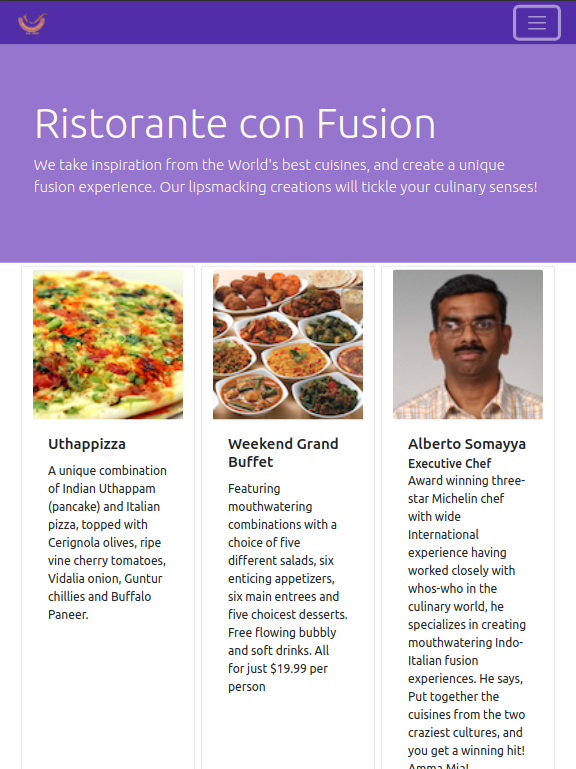 Ristorante con Fusion
We take inspiration from the World's best cuisines, and create a unique
fusion experience. Our lipsmacking creations will tickle your culinary senses!
Uthappizza
A unique combination
of Indian Uthappam
(pancake) and Italian
pizza, topped with
Cerignola olives, ripe
vine cherry tomatoes,
Vidalia onion, Guntur
chillies and Buffalo
Paneer.
Weekend Grand
Buffet
Featuring
mouthwatering
combinations with a
choice of five
different salads, six
enticing appetizers,
six main entrees and
five choicest desserts.
Free flowing bubbly
and soft drinks. All
for just $19.99 per
person
Alberto Somayya
Executive Chef
Award winning three-
star Michelin chef
with wide
International
experience having
worked closely with
whos-who in the
culinary world, he
specializes in creating
mouthwatering Indo-
Italian fusion
experiences. He says,
Put together the
cuisines from the two
craziest cultures, and
you get a winning hit!
Amma Mia!